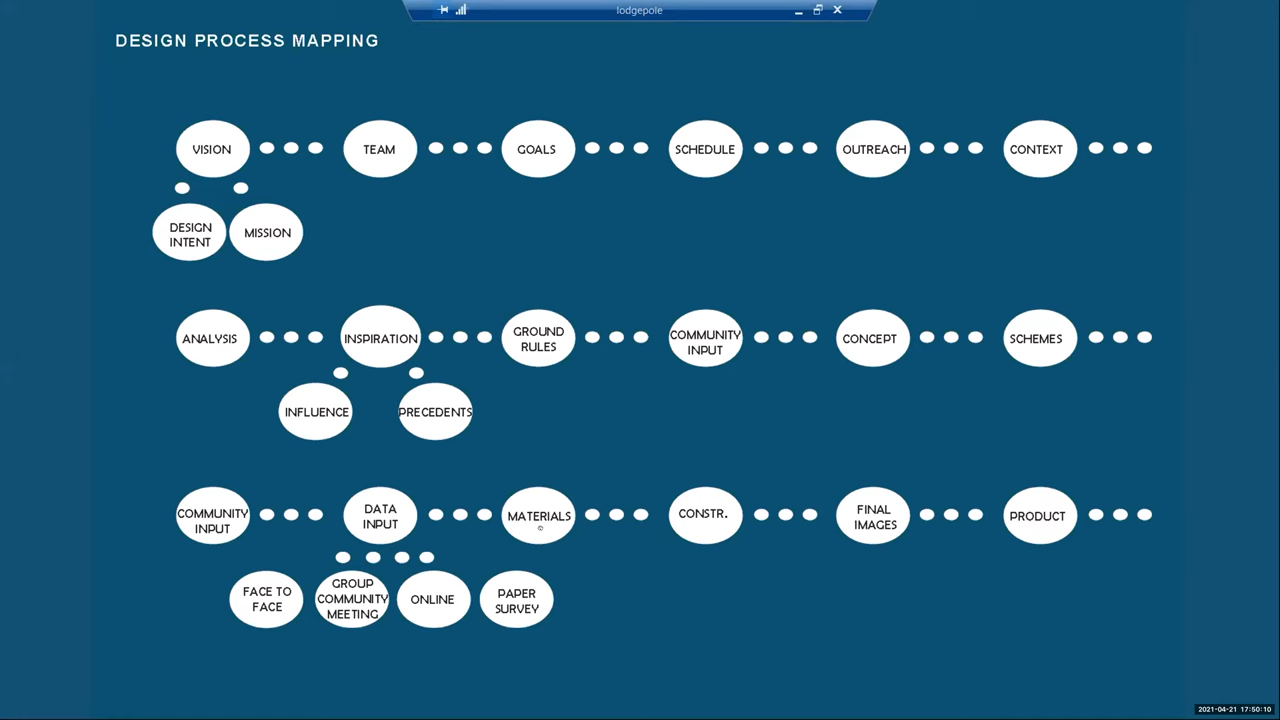 lodgepole
DESIGN PROCESS MAPPING
VISION
TEAM
GOALS
SCHEDULE
OUTREACH
CONTEXT
DESIGN
INTENT
MISSION
ANALYSIS
INSPIRATION
GROUND
RULES
COMMUNITY
INPUT
CONCEPT
SCHEMES
INFLUENCE
PRECEDENTS
COMMUNITY
INPUT
DATA
INPUT
MATERIALS
CONSTR.
FINAL
IMAGES
PRODUCT
FACE TO
FACE
GROUP
COMMUNITY
MEETING
ONLINE
PAPER
SURVEY
2021-04-21 17:50:10